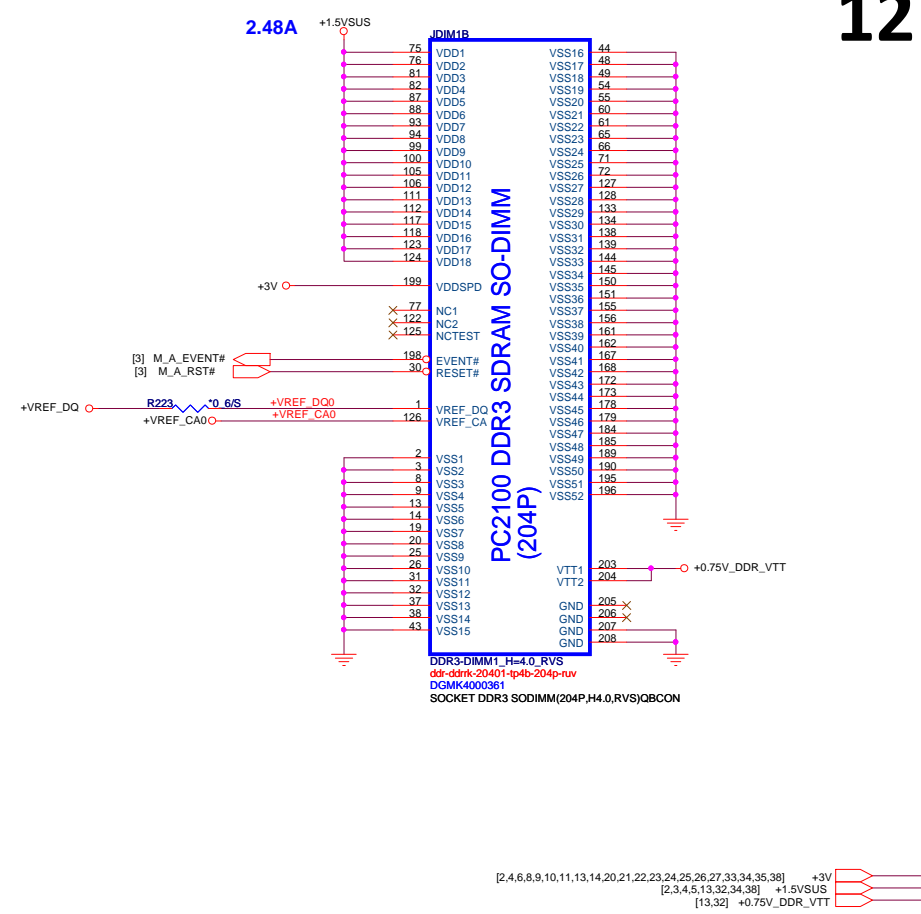 12
2.48A
+1.5VSUS
JDIM1B
75 VDD1
76 VDD2
81 VDD3
82 VDD4
87 VDD5
88 VDD6
93 VDD7
94 VDD8
99 VDD9
100 VDD10
105 VDD11
106 VDD12
111 VDD13
112 VDD14
117 VDD15
118 VDD16
123 VDD17
124 VDD18
+3V 199 VDDSPD
77 NC1
122 NC2
125 NCTEST
[3] M_A_EVENT# 198 EVENT#
[3] M_A_RST# 30 RESET#
+VREF_DQ R223 *0_6/S +VREF_DQ0 1 VREF_DQ
+VREF_CA0 +VREF_CA0 126 VREF_CA
2 VSS1
3 VSS2
8 VSS3
9 VSS4
13 VSS5
14 VSS6
19 VSS7
20 VSS8
25 VSS9
26 VSS10
31 VSS11
32 VSS12
37 VSS13
38 VSS14
43 VSS15
PC2100 DDR3 SDRAM SO-DIMM
(204P)
VSS16 44
VSS17 48
VSS18 49
VSS19 54
VSS20 55
VSS21 60
VSS22 61
VSS23 65
VSS24 66
VSS25 71
VSS26 72
VSS27 127
VSS28 128
VSS29 133
VSS30 134
VSS31 138
VSS32 139
VSS33 144
VSS34 145
VSS35 150
VSS36 151
VSS37 155
VSS38 156
VSS39 161
VSS40 162
VSS41 167
VSS42 168
VSS43 172
VSS44 173
VSS45 178
VSS46 179
VSS47 184
VSS48 185
VSS49 189
VSS50 190
VSS51 195
VSS52 196
VTT1 203 +0.75V_DDR_VTT
VTT2 204
GND 205
GND 206
GND 207
GND 208
DDR3-DIMM1_H=4.0_RVS
ddr-ddrrk-20401-tp4b-204p-ruv
DGMK4000361
SOCKET DDR3 SODIMM(204P,H4.0,RVS)QBCON
[2,4,6,8,9,10,11,13,14,20,21,22,23,24,25,26,27,33,34,35,38] +3V
[2,3,4,5,13,32,34,38] +1.5VSUS
[13,32] +0.75V_DDR_VTT